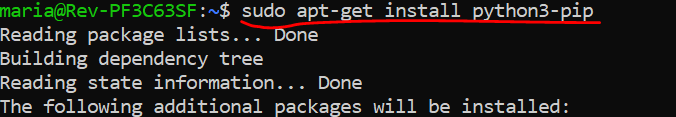 maria@Rev-PF3C63SF:~$ sudo apt-get install python3-pip
Reading package lists... Done
Building dependency tree
Reading state information... Done
The following additional packages will be installed: